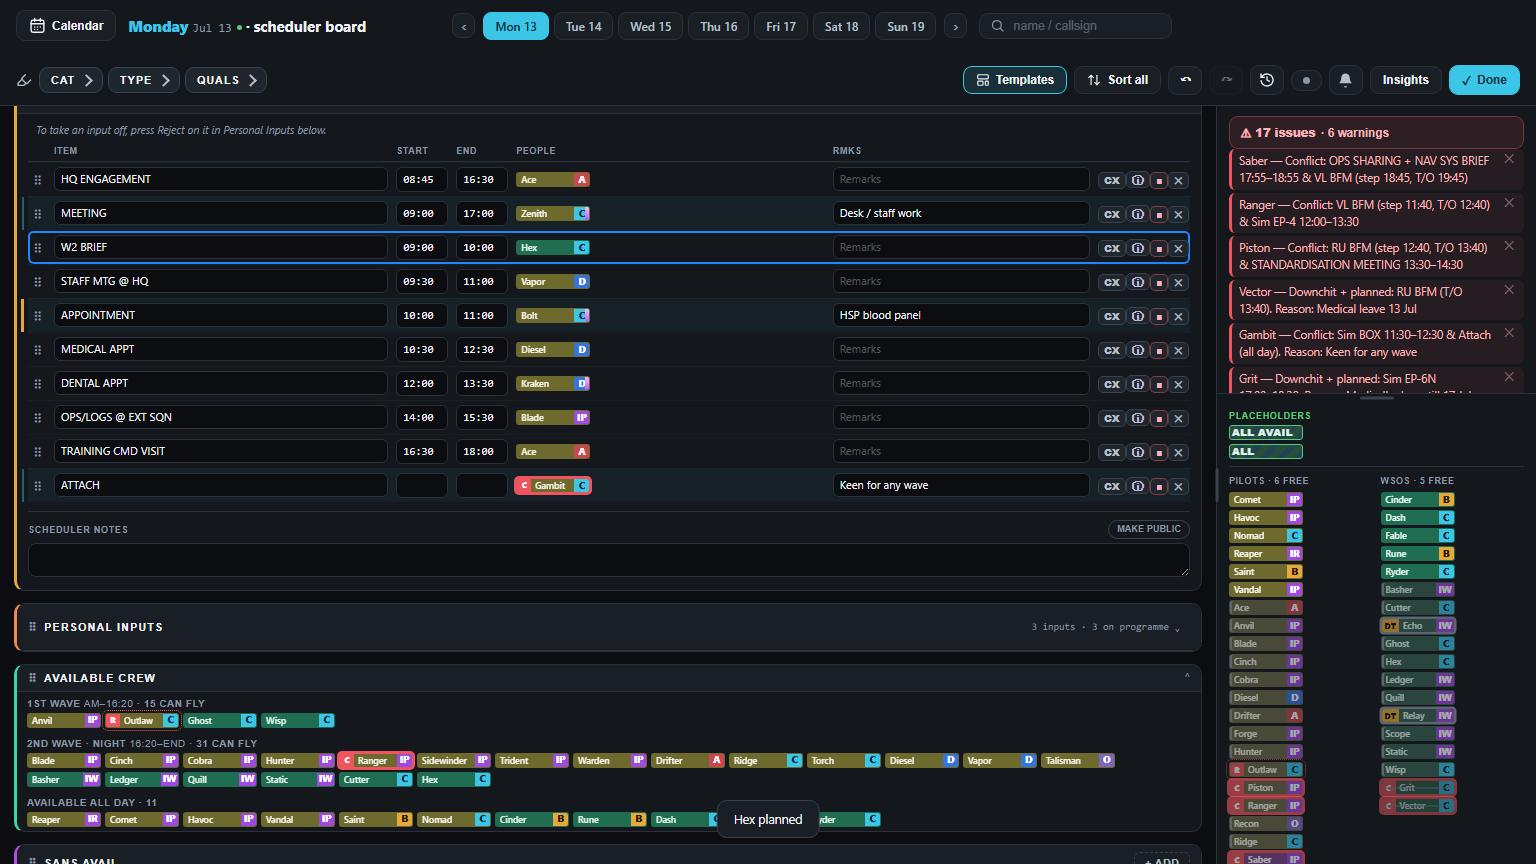 Calendar
Monday Jul 13 · scheduler board
Mon 13
Tue 14
Wed 15
Thu 16
Fri 17
Sat 18
Sun 19
name / callsign
CAT
TYPE
QUALS
Templates
Sort all
Insights
✓ Done
To take an input off, press Reject on it in Personal Inputs below.
ITEM START END PEOPLE RMKS
HQ ENGAGEMENT 08:45 16:30 Ace A Remarks CX
MEETING 09:00 17:00 Zenith C Desk / staff work CX
W2 BRIEF 09:00 10:00 Hex C Remarks CX
STAFF MTG @ HQ 09:30 11:00 Vapor D Remarks CX
APPOINTMENT 10:00 11:00 Bolt C HSP blood panel CX
MEDICAL APPT 10:30 12:30 Diesel D Remarks CX
DENTAL APPT 12:00 13:30 Kraken D Remarks CX
OPS/LOGS @ EXT SQN 14:00 15:30 Blade IP Remarks CX
TRAINING CMD VISIT 16:30 18:00 Ace A Remarks CX
ATTACH C Gambit C Keen for any wave CX
SCHEDULER NOTES
MAKE PUBLIC
PERSONAL INPUTS
3 inputs · 3 on programme
AVAILABLE CREW
1ST WAVE AM–16:20 · 15 CAN FLY
Anvil IP R Outlaw C Ghost C Wisp C
2ND WAVE · NIGHT 16:20–END · 31 CAN FLY
Blade IP Cinch IP Cobra IP Hunter IP C Ranger IP Sidewinder IP Trident IP Warden IP Drifter A Ridge C Torch C Diesel D Vapor D Talisman O
Basher IW Ledger IW Quill IW Static IW Cutter C Hex C
AVAILABLE ALL DAY · 11
Reaper IR Comet IP Havoc IP Vandal IP Saint B Nomad C Cinder B Rune B Dash
yder C
Hex planned
SANS AVAIL
+ ADD
17 issues · 6 warnings
Saber — Conflict: OPS SHARING + NAV SYS BRIEF
17:55–18:55 & VL BFM (step 18:45, T/O 19:45)
Ranger — Conflict: VL BFM (step 11:40, T/O 12:40)
& Sim EP-4 12:00–13:30
Piston — Conflict: RU BFM (step 12:40, T/O 13:40)
& STANDARDISATION MEETING 13:30–14:30
Vector — Downchit + planned: RU BFM (T/O
13:40). Reason: Medical leave 13 Jul
Gambit — Conflict: Sim BOX 11:30–12:30 & Attach
(all day). Reason: Keen for any wave
Grit — Downchit + planned: Sim EP-6N
PLACEHOLDERS
ALL AVAIL
ALL
PILOTS · 6 FREE
Comet IP
Havoc IP
Nomad C
Reaper IR
Saint B
Vandal IP
Ace A
Anvil IP
Blade IP
Cinch IP
Cobra IP
Diesel D
Drifter A
Forge IP
Hunter IP
R Outlaw C
C Piston IP
C Ranger IP
Recon O
Ridge C
C Saber IP
WSOS · 5 FREE
Cinder B
Dash C
Fable C
Rune B
Ryder C
Basher IW
Cutter C
DT Echo IW
Ghost C
Hex C
Ledger IW
Quill IW
DT Relay IW
Scope IW
Static IW
Wisp C
C Grit C
C Vector C